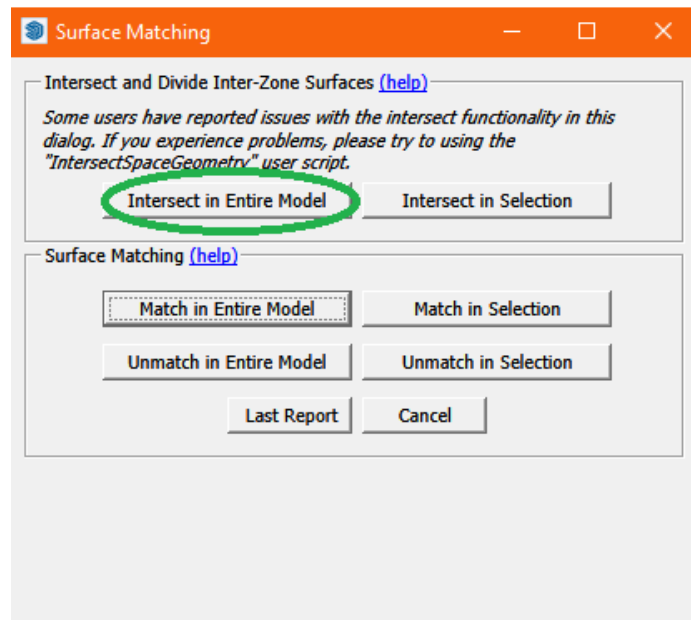 Surface Matching
Intersect and Divide Inter-Zone Surfaces (help)
Some users have reported issues with the intersect functionality in this
dialog. If you experience problems, please try to using the
"IntersectSpaceGeometry" user script.
Intersect in Entire Model Intersect in Selection
Surface Matching (help)
Match in Entire Model Match in Selection
Unmatch in Entire Model Unmatch in Selection
Last Report Cancel